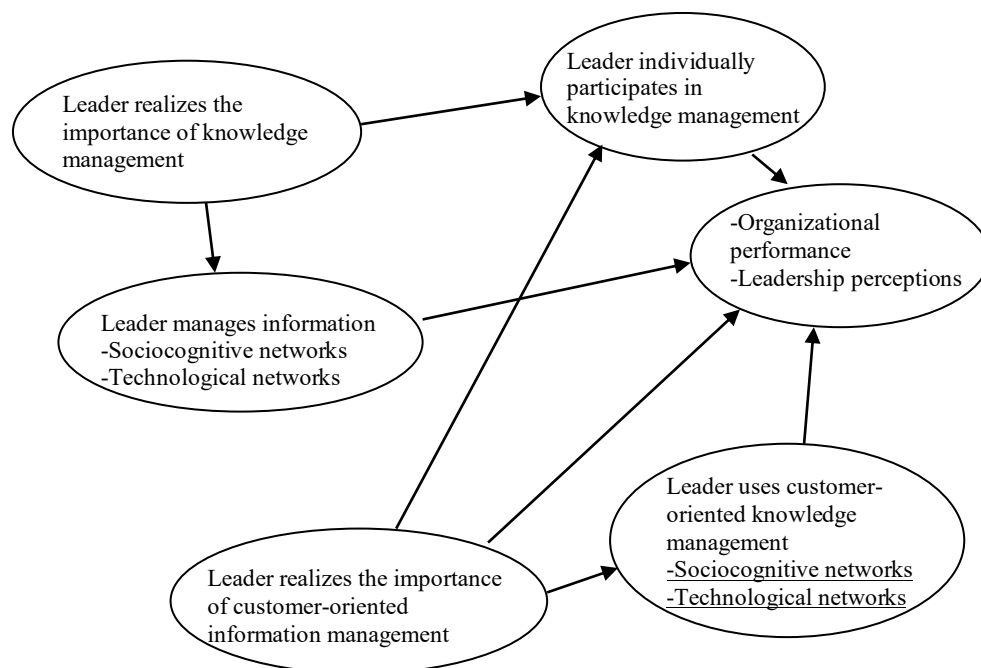 Leader individually
participates in
knowledge management
Leader realizes the
importance of knowledge
management
-Organizational
performance
-Leadership perceptions
Leader manages information
-Sociocognitive networks
-Technological networks
Leader uses customer-
oriented knowledge
management
-Sociocognitive networks
-Technological networks
Leader realizes the importance
of customer-oriented
information management